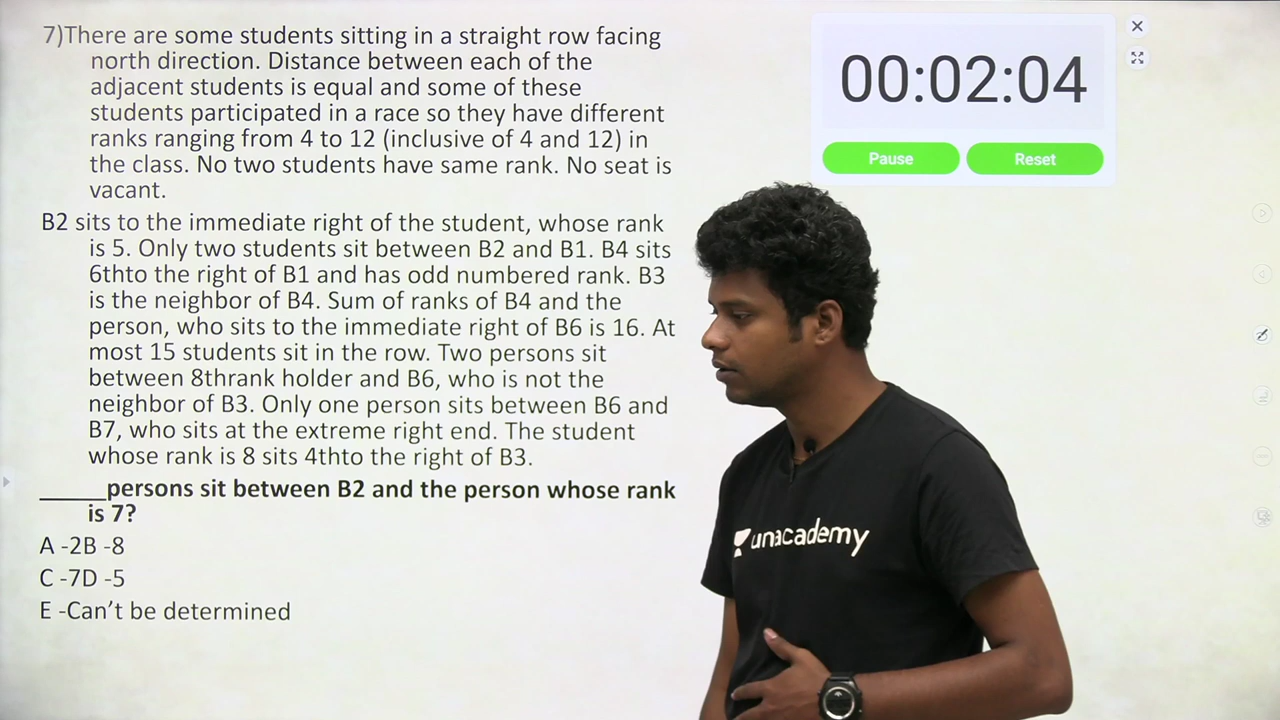 7)There are some students sitting in a straight row facing
north direction. Distance between each of the
adjacent students is equal and some of these
students participated in a race so they have different
ranks ranging from 4 to 12 (inclusive of 4 and 12) in
the class. No two students have same rank. No seat is
vacant.
B2 sits to the immediate right of the student, whose rank
is 5. Only two students sit between B2 and B1. B4 sits
6thto the right of B1 and has odd numbered rank. B3
is the neighbor of B4. Sum of ranks of B4 and the
person, who sits to the immediate right of B6 is 16. At
most 15 students sit in the row. Two persons sit
between 8thrank holder and B6, who is not the
neighbor of B3. Only one person sits between B6 and
B7, who sits at the extreme right end. The student
whose rank is 8 sits 4thto the right of B3.
______persons sit between B2 and the person whose rank
is 7?
A -2B -8
C -7D -5
E -Can't be determined
00:02:04
Pause Reset
unacademy